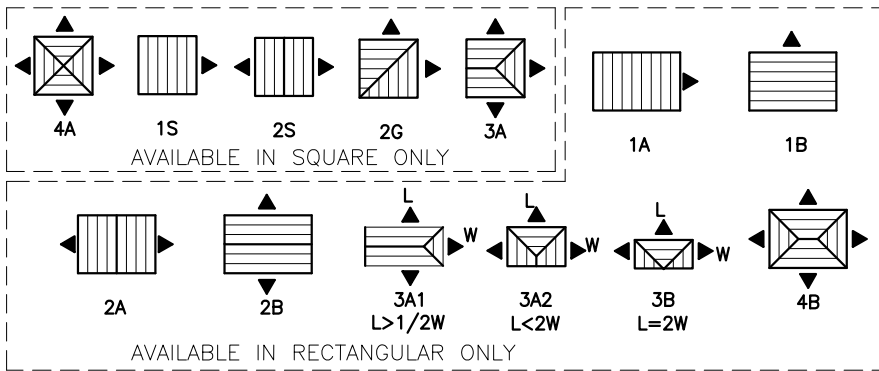 4A
1S
2S
2G
3A
AVAILABLE IN SQUARE ONLY
1A
1B
2A
2B
L
W
3A1
L>1/2W
L
W
3A2
L<2W
L
W
3B
L=2W
4B
AVAILABLE IN RECTANGULAR ONLY